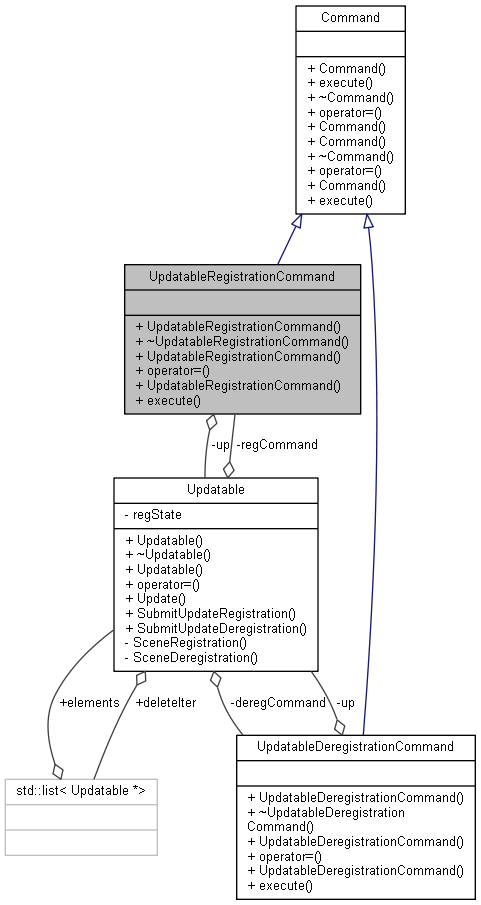 Command
+ Command()
+ execute()
+ ~Command()
+ operator=()
+ Command()
+ Command()
+ ~Command()
+ operator=()
+ Command()
+ execute()
UpdatableRegistrationCommand
+ UpdatableRegistrationCommand()
+ ~UpdatableRegistrationCommand()
+ UpdatableRegistrationCommand()
+ operator=()
+ UpdatableRegistrationCommand()
+ execute()
-up
-regCommand
Updatable
- regState
+ Updatable()
+ ~Updatable()
+ Updatable()
+ operator=()
+ Update()
+ SubmitUpdateRegistration()
+ SubmitUpdateDeregistration()
- SceneRegistration()
- SceneDeregistration()
+elements
+deleteIter
-deregCommand
-up
std::list< Updatable *>
UpdatableDeregistrationCommand
+ UpdatableDeregistrationCommand()
+ ~UpdatableDeregistration
Command()
+ UpdatableDeregistrationCommand()
+ operator=()
+ UpdatableDeregistrationCommand()
+ execute()